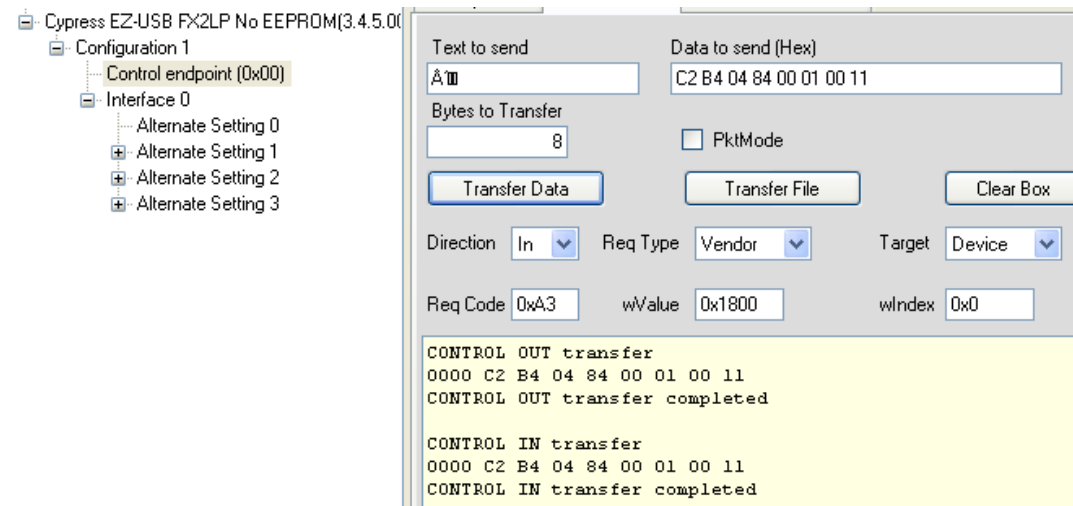 Cypress EZ-USB FX2LP No EEPROM(3.4.5.00
Configuration 1
Control endpoint (0x00)
Interface 0
Alternate Setting 0
Alternate Setting 1
Alternate Setting 2
Alternate Setting 3
Text to send Data to send (Hex)
C2 B4 04 84 00 01 00 11
Bytes to Transfer
8 PktMode
Transfer Data Transfer File Clear Box
Direction In Req Type Vendor Target Device
Req Code 0xA3 wValue 0x1800 wIndex 0x0
CONTROL OUT transfer
0000 C2 B4 04 84 00 01 00 11
CONTROL OUT transfer completed
CONTROL IN transfer
0000 C2 B4 04 84 00 01 00 11
CONTROL IN transfer completed